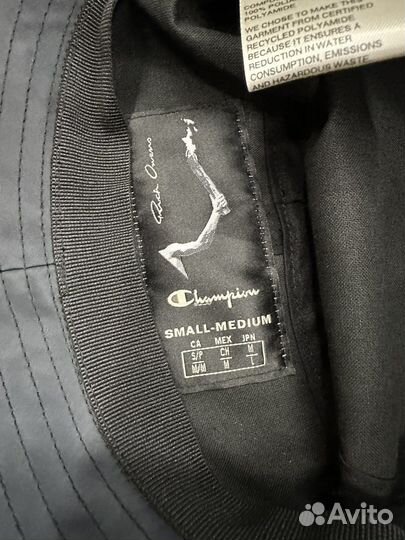 100% POLYAMIDE
POLYAMIDE
WE CHOSE TO MAKE THIS
GARMENT FROM
RECYCLED POLYAMIDE
BECAUSE IT ENSURES A
REDUCTION IN WATER
CONSUMPTION, EMISSIONS
AND HAZARDOUS WASTE.
Rick Owens
Champion
SMALL-MEDIUM
CA MEX JPN
S/P CH M
M/M M L
Avito